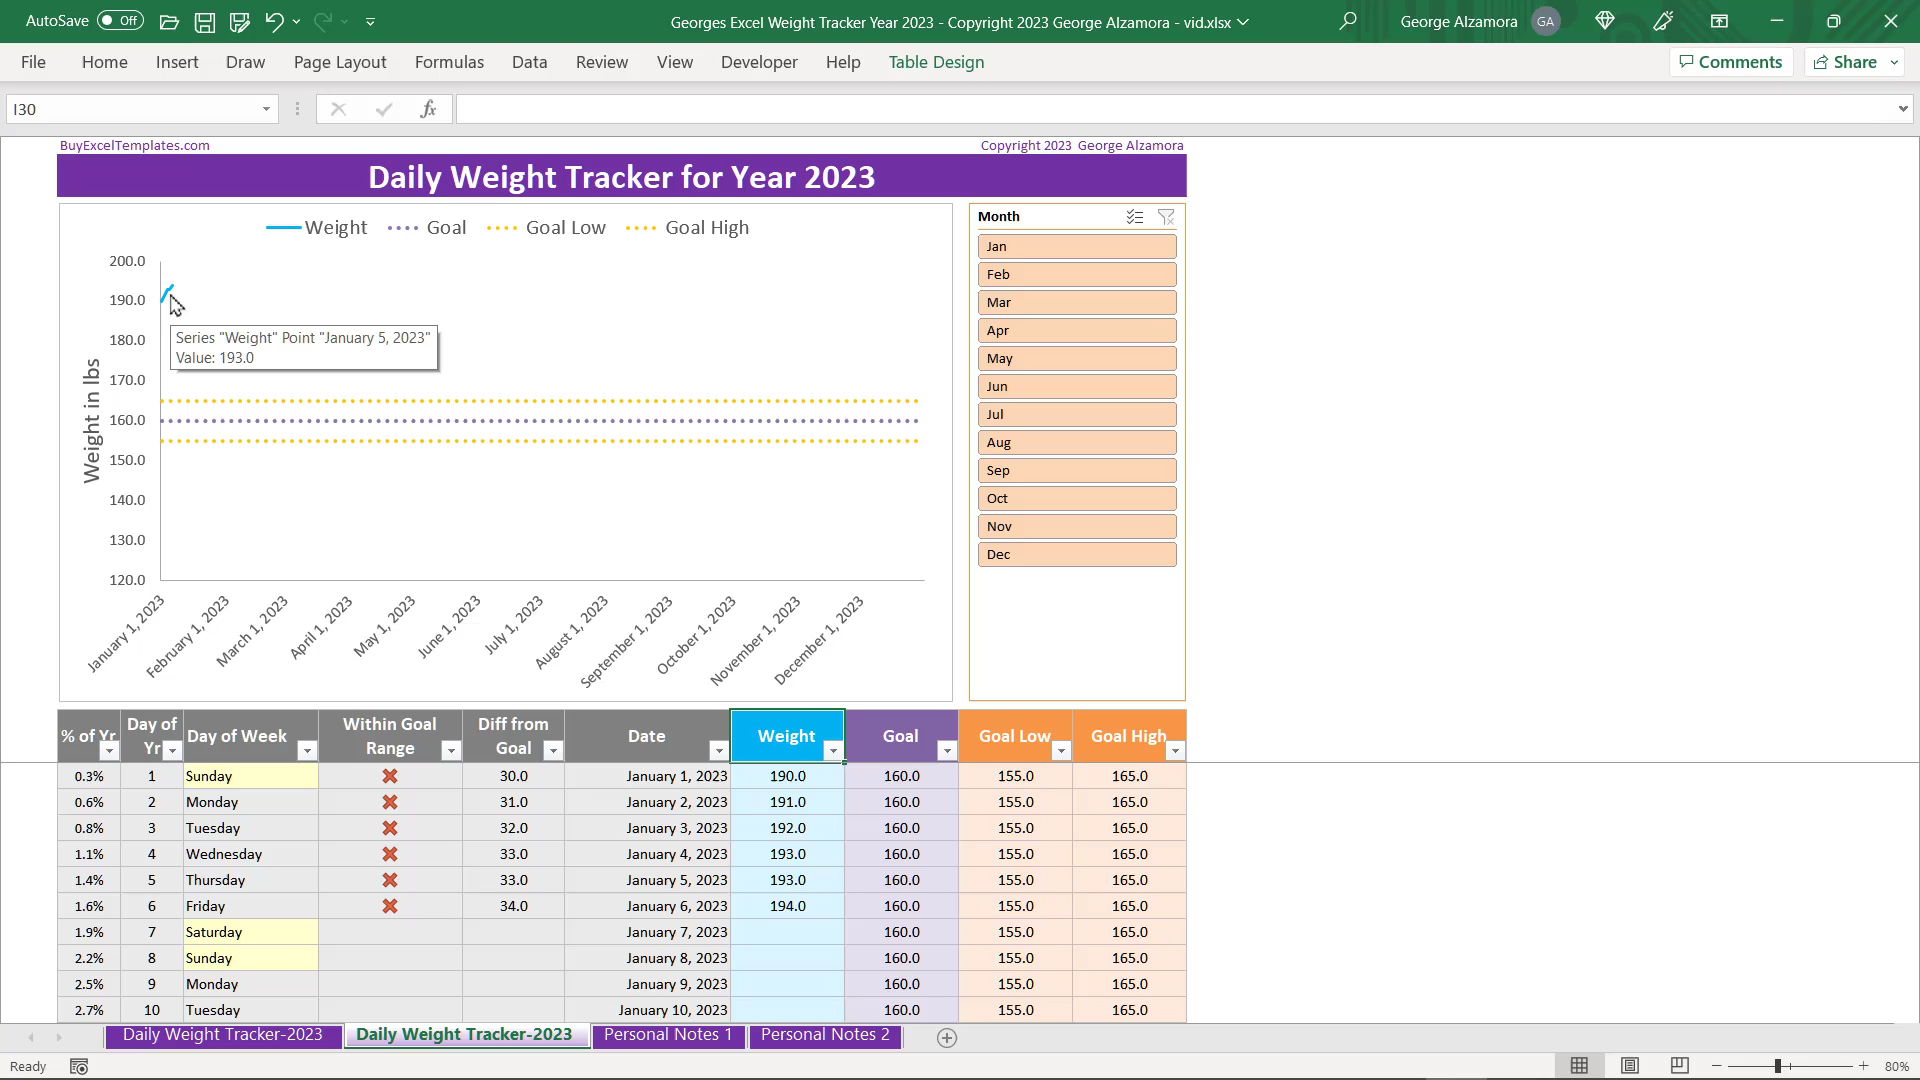 AutoSave Off
Georges Excel Weight Tracker Year 2023 - Copyright 2023 George Alzamora - vid.xlsx
George Alzamora GA
File Home Insert Draw Page Layout Formulas Data Review View Developer Help Table Design Comments Share
I30 fx
BuyExcelTemplates.com Copyright 2023 George Alzamora
Daily Weight Tracker for Year 2023
Weight Goal Goal Low Goal High
Weight in lbs
200.0
190.0
180.0
170.0
160.0
150.0
140.0
130.0
120.0
Series "Weight" Point "January 5, 2023"
Value: 193.0
January 1, 2023
February 1, 2023
March 1, 2023
April 1, 2023
May 1, 2023
June 1, 2023
July 1, 2023
August 1, 2023
September 1, 2023
October 1, 2023
November 1, 2023
December 1, 2023
Month
Jan
Feb
Mar
Apr
May
Jun
Jul
Aug
Sep
Oct
Nov
Dec
% of Yr Day of Yr Day of Week Within Goal Range Diff from Goal Date Weight Goal Goal Low Goal High
0.3% 1 Sunday 30.0 January 1, 2023 190.0 160.0 155.0 165.0
0.6% 2 Monday 31.0 January 2, 2023 191.0 160.0 155.0 165.0
0.8% 3 Tuesday 32.0 January 3, 2023 192.0 160.0 155.0 165.0
1.1% 4 Wednesday 33.0 January 4, 2023 193.0 160.0 155.0 165.0
1.4% 5 Thursday 33.0 January 5, 2023 193.0 160.0 155.0 165.0
1.6% 6 Friday 34.0 January 6, 2023 194.0 160.0 155.0 165.0
1.9% 7 Saturday January 7, 2023 160.0 155.0 165.0
2.2% 8 Sunday January 8, 2023 160.0 155.0 165.0
2.5% 9 Monday January 9, 2023 160.0 155.0 165.0
2.7% 10 Tuesday January 10, 2023 160.0 155.0 165.0
Daily Weight Tracker-2023 Daily Weight Tracker-2023 Personal Notes 1 Personal Notes 2
Ready 80%